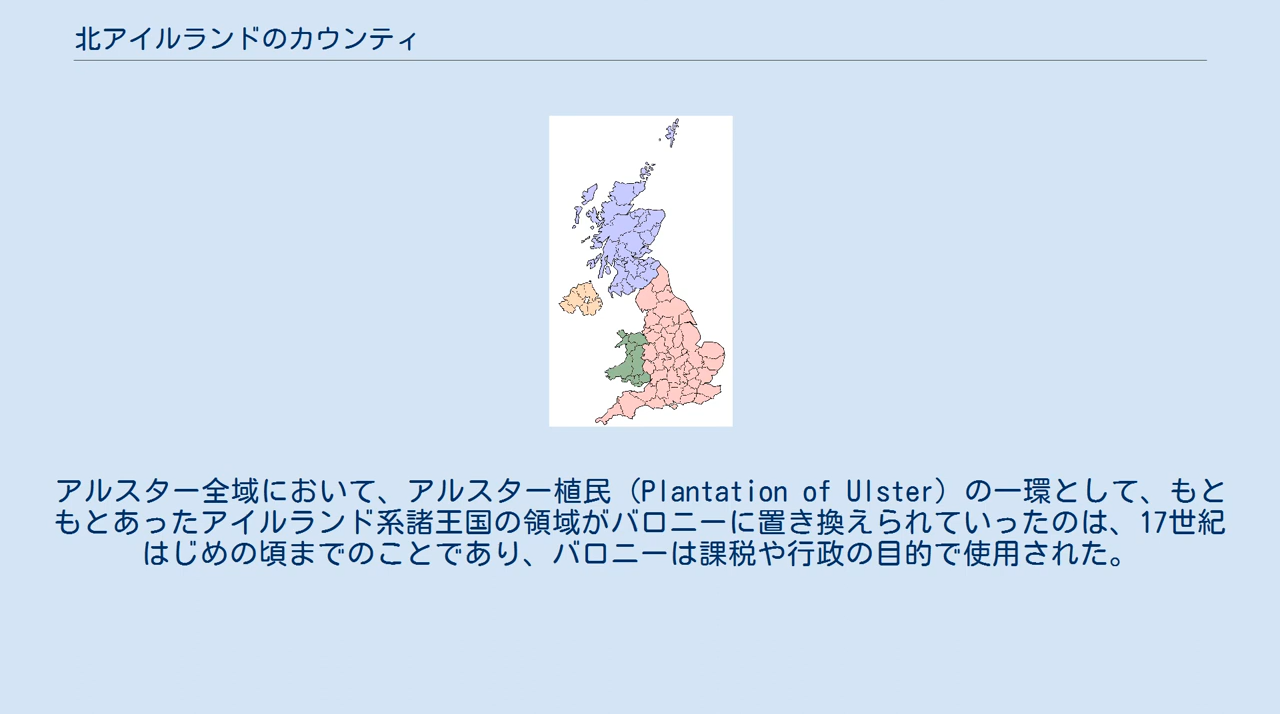 北アイルランドのカウンティ
アルスター全域において、アルスター植民（Plantation of Ulster）の一環として、もと
もとあったアイルランド系諸王国の領域がバロニーに置き換えられていったのは、17世紀
はじめの頃までのことであり、バロニーは課税や行政の目的で使用された。